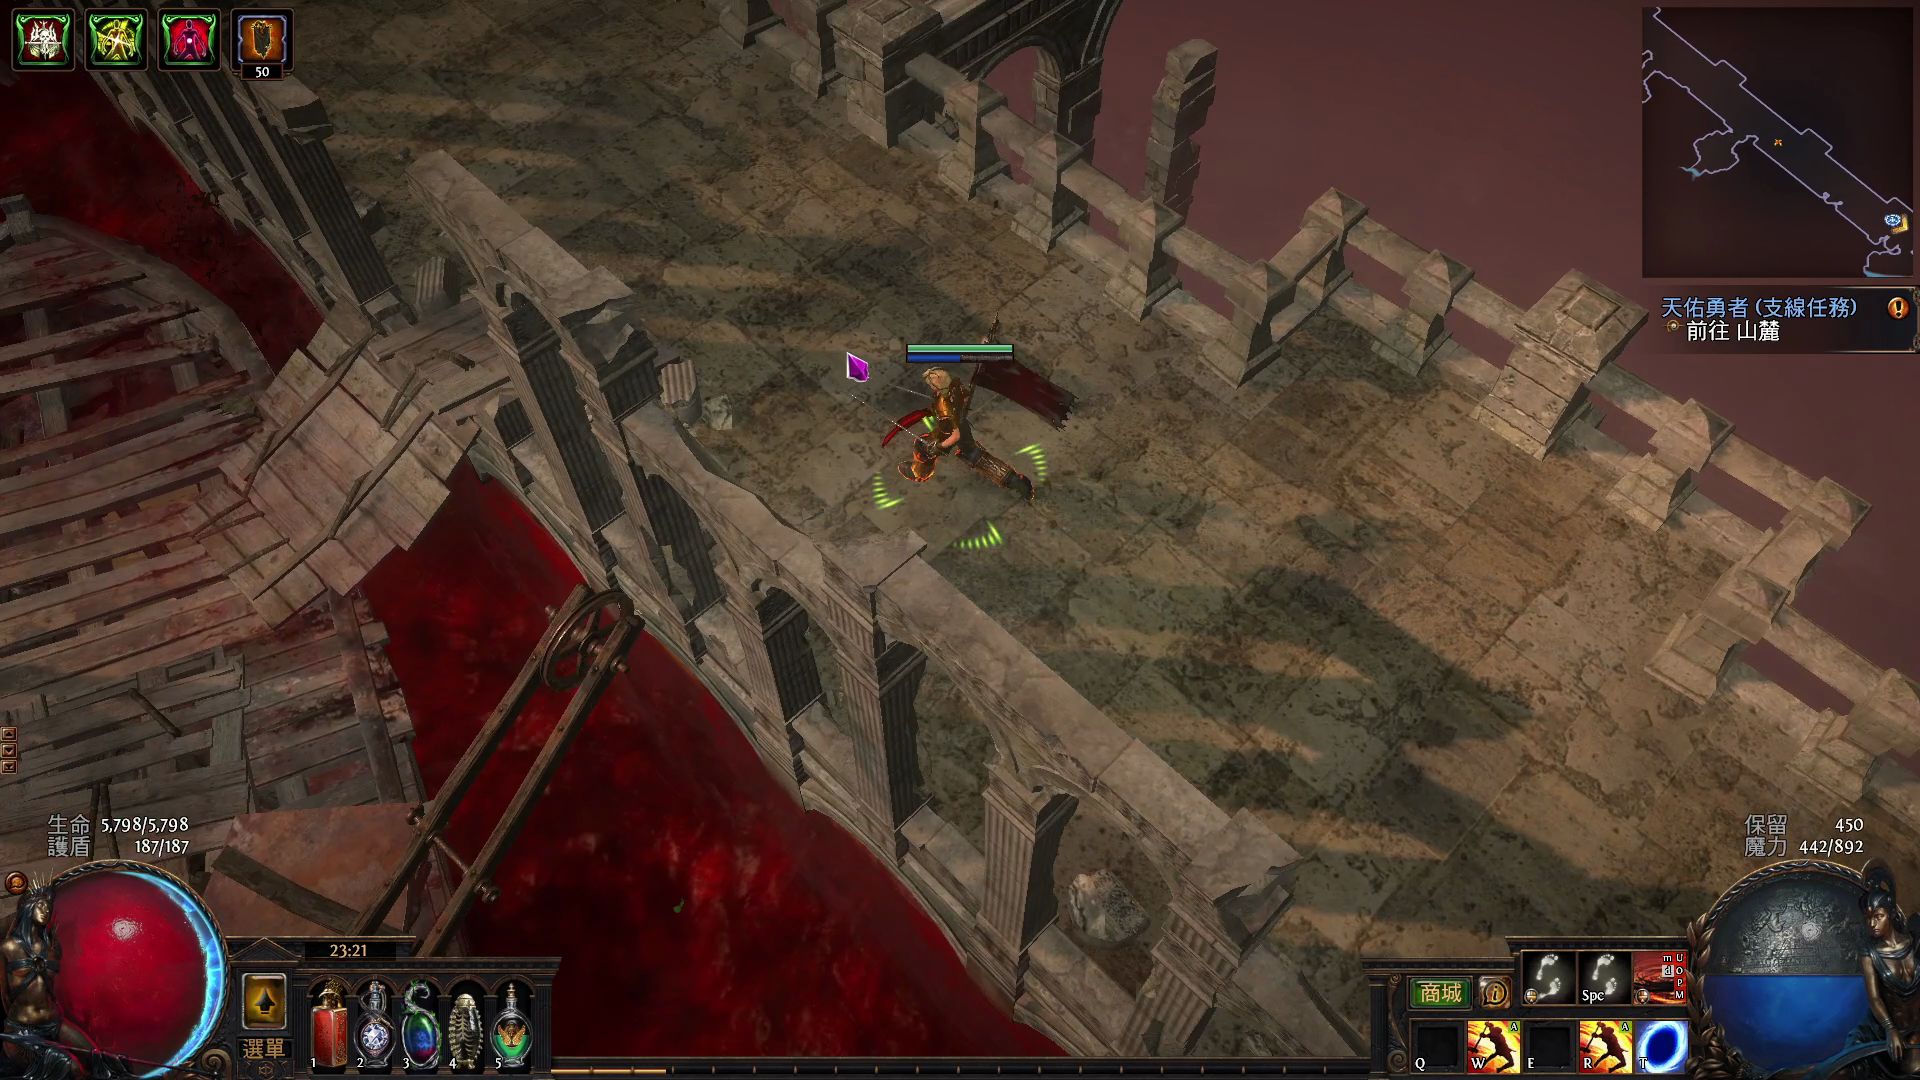 50
天佑勇者 (支線任務)
前往 山麓
生命 5,798/5,798
護盾 187/187
保留 450
魔力 442/892
23:21
選單
1 2 3 4 5
商城
Spc
Q W E R T
A A